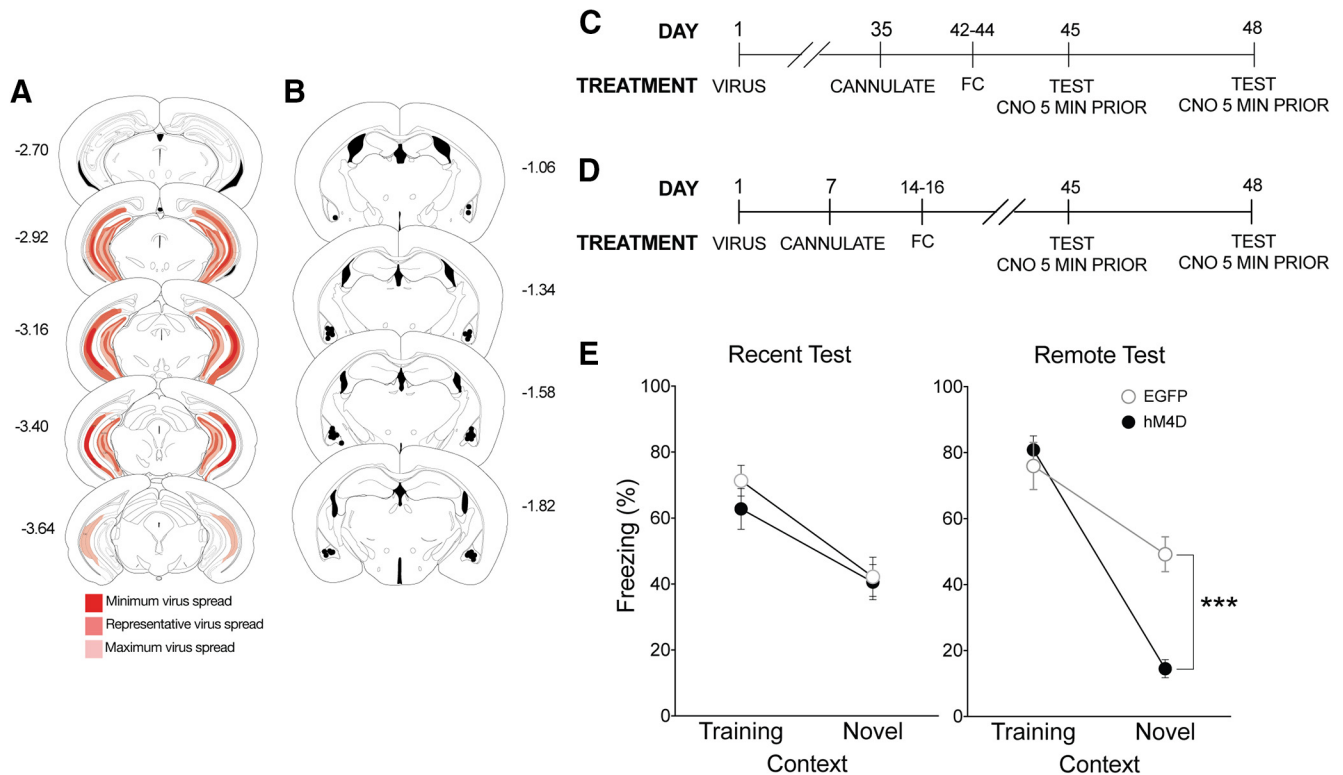 A
-2.70
-2.92
-3.16
-3.40
-3.64
Minimum virus spread
Representative virus spread
Maximum virus spread
B
-1.06
-1.34
-1.58
-1.82
C
DAY 1 35 42-44 45 48
TREATMENT VIRUS CANNULATE FC TEST TEST
CNO 5 MIN PRIOR CNO 5 MIN PRIOR
D
DAY 1 7 14-16 45 48
TREATMENT VIRUS CANNULATE FC TEST TEST
CNO 5 MIN PRIOR CNO 5 MIN PRIOR
E
Recent Test
Freezing (%)
100
80
60
40
20
0
Training Novel
Context
Remote Test
EGFP
hM4D
100
80
60
40
20
0
***
Training Novel
Context